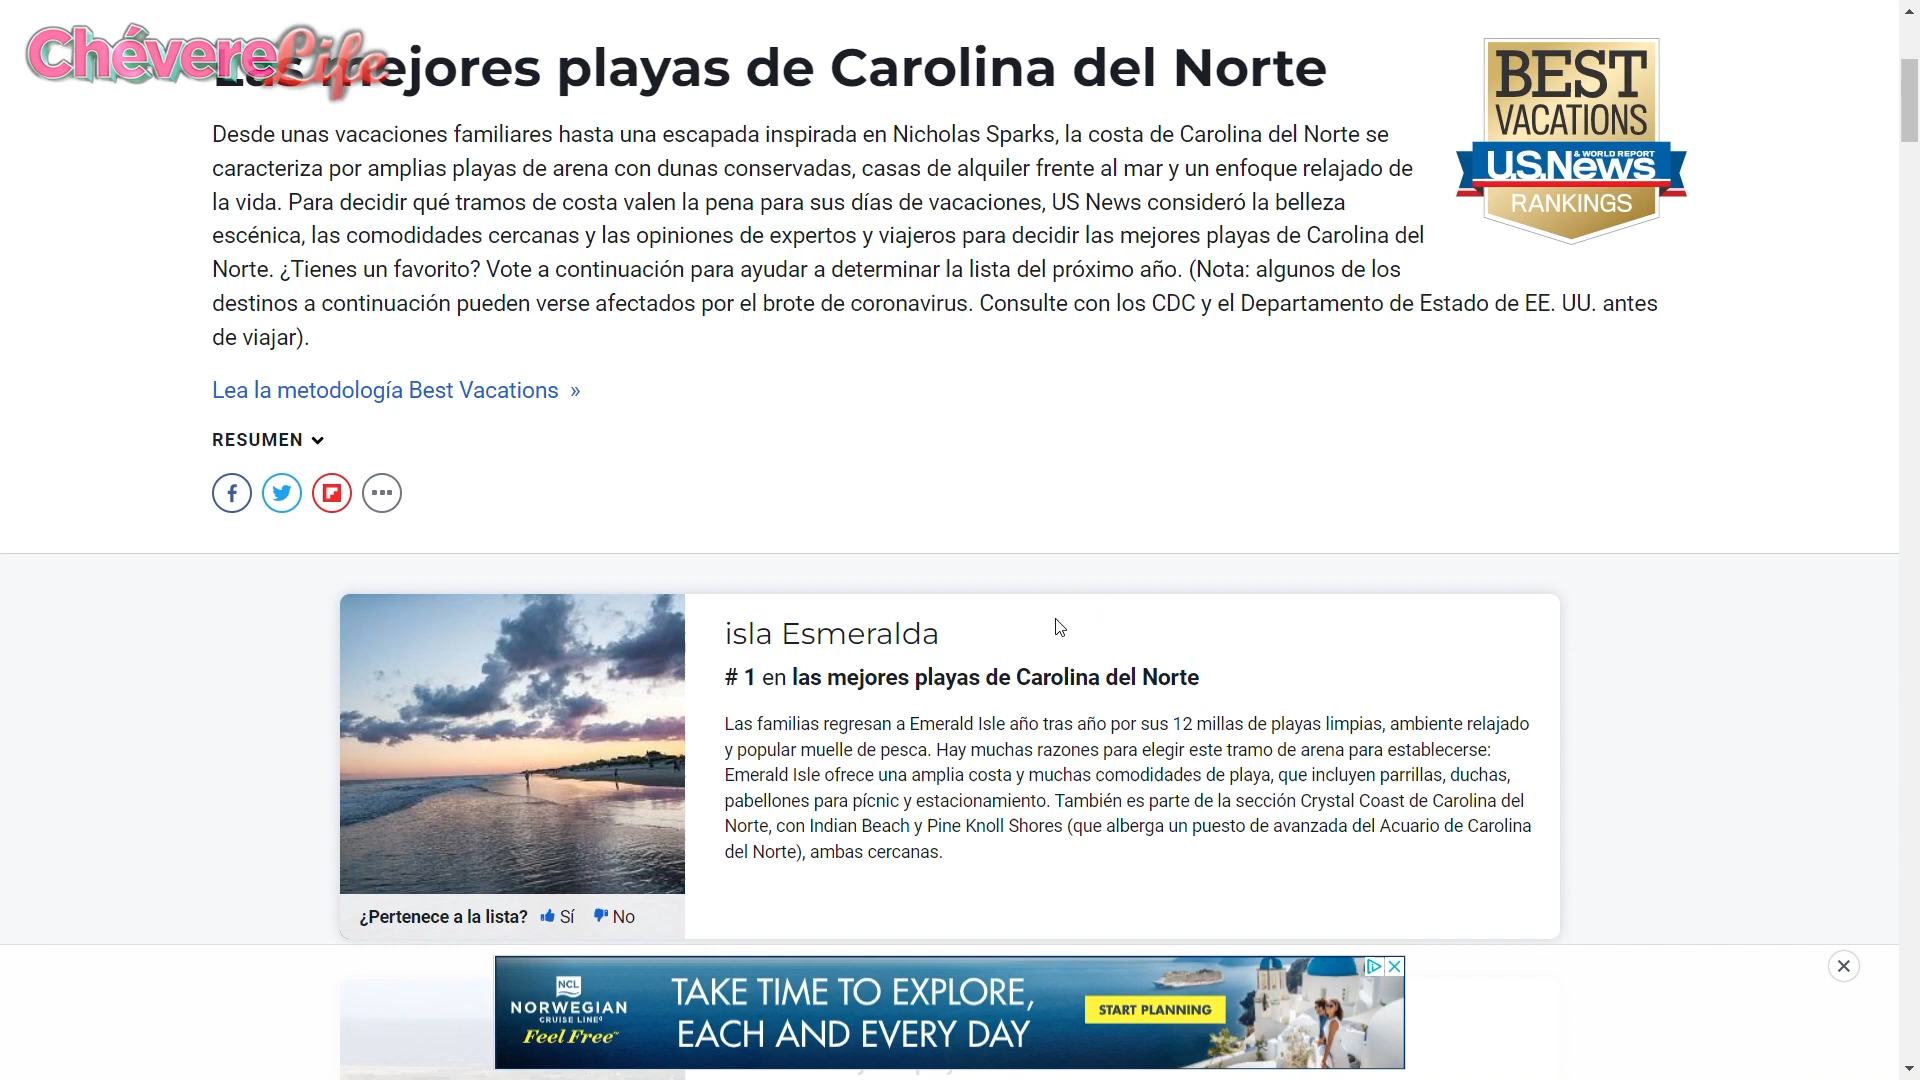 ChévereLife
Las mejores playas de Carolina del Norte
Desde unas vacaciones familiares hasta una escapada inspirada en Nicholas Sparks, la costa de Carolina del Norte se
caracteriza por amplias playas de arena con dunas conservadas, casas de alquiler frente al mar y un enfoque relajado de
la vida. Para decidir qué tramos de costa valen la pena para sus días de vacaciones, US News consideró la belleza
escénica, las comodidades cercanas y las opiniones de expertos y viajeros para decidir las mejores playas de Carolina del
Norte. ¿Tienes un favorito? Vote a continuación para ayudar a determinar la lista del próximo año. (Nota: algunos de los
destinos a continuación pueden verse afectados por el brote de coronavirus. Consulte con los CDC y el Departamento de Estado de EE. UU. antes
de viajar).
BEST
VACATIONS
U.S.News & WORLD REPORT
RANKINGS
Lea la metodología Best Vacations »
RESUMEN
isla Esmeralda
# 1 en las mejores playas de Carolina del Norte
Las familias regresan a Emerald Isle año tras año por sus 12 millas de playas limpias, ambiente relajado
y popular muelle de pesca. Hay muchas razones para elegir este tramo de arena para establecerse:
Emerald Isle ofrece una amplia costa y muchas comodidades de playa, que incluyen parrillas, duchas,
pabellones para pícnic y estacionamiento. También es parte de la sección Crystal Coast de Carolina del
Norte, con Indian Beach y Pine Knoll Shores (que alberga un puesto de avanzada del Acuario de Carolina
del Norte), ambas cercanas.
¿Pertenece a la lista? Sí No
NCL
NORWEGIAN
CRUISE LINE®
Feel Free™
TAKE TIME TO EXPLORE,
EACH AND EVERY DAY
START PLANNING